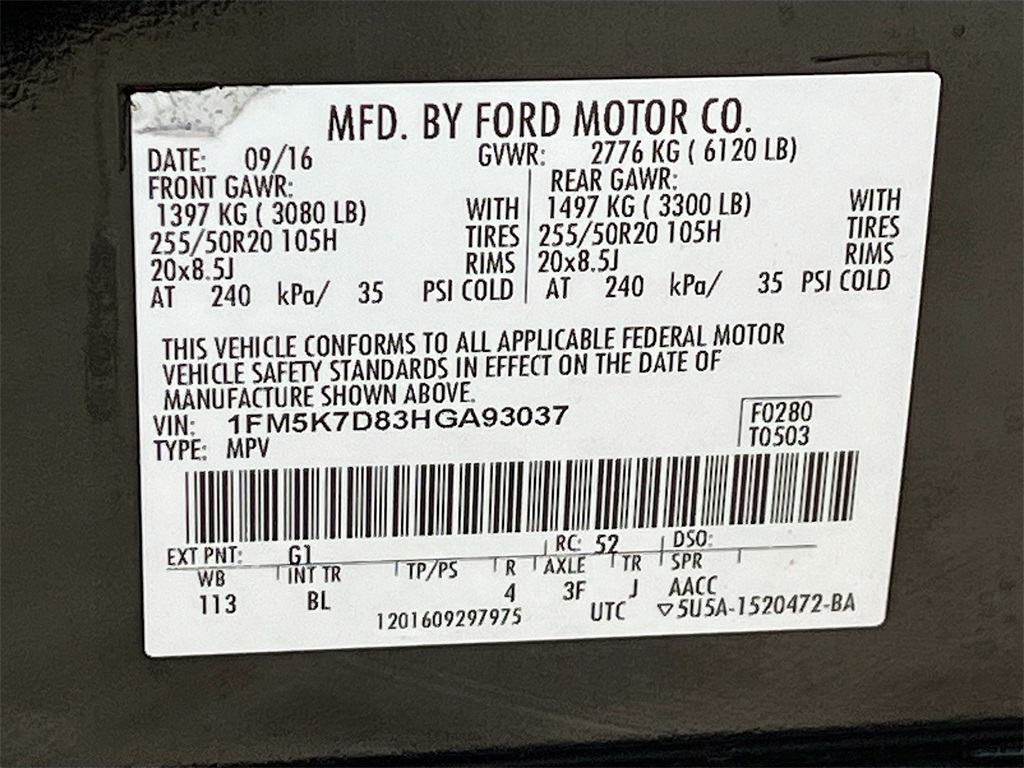 MFD. BY FORD MOTOR CO.
DATE: 09/16 GVWR: 2776 KG ( 6120 LB)
FRONT GAWR: REAR GAWR:
1397 KG ( 3080 LB) WITH 1497 KG ( 3300 LB) WITH
255/50R20 105H TIRES 255/50R20 105H TIRES
20x8.5J RIMS 20x8.5J RIMS
AT 240 kPa/ 35 PSI COLD AT 240 kPa/ 35 PSI COLD
THIS VEHICLE CONFORMS TO ALL APPLICABLE FEDERAL MOTOR
VEHICLE SAFETY STANDARDS IN EFFECT ON THE DATE OF
MANUFACTURE SHOWN ABOVE.
VIN: 1FM5K7D83HGA93037 F0280
TYPE: MPV T0503
EXT PNT: G1 RC: 52 DSO:
WB INT TR TP/PS R AXLE TR SPR
113 BL 4 3F J AACC
1201609297975 UTC ▽5U5A-1520472-BA